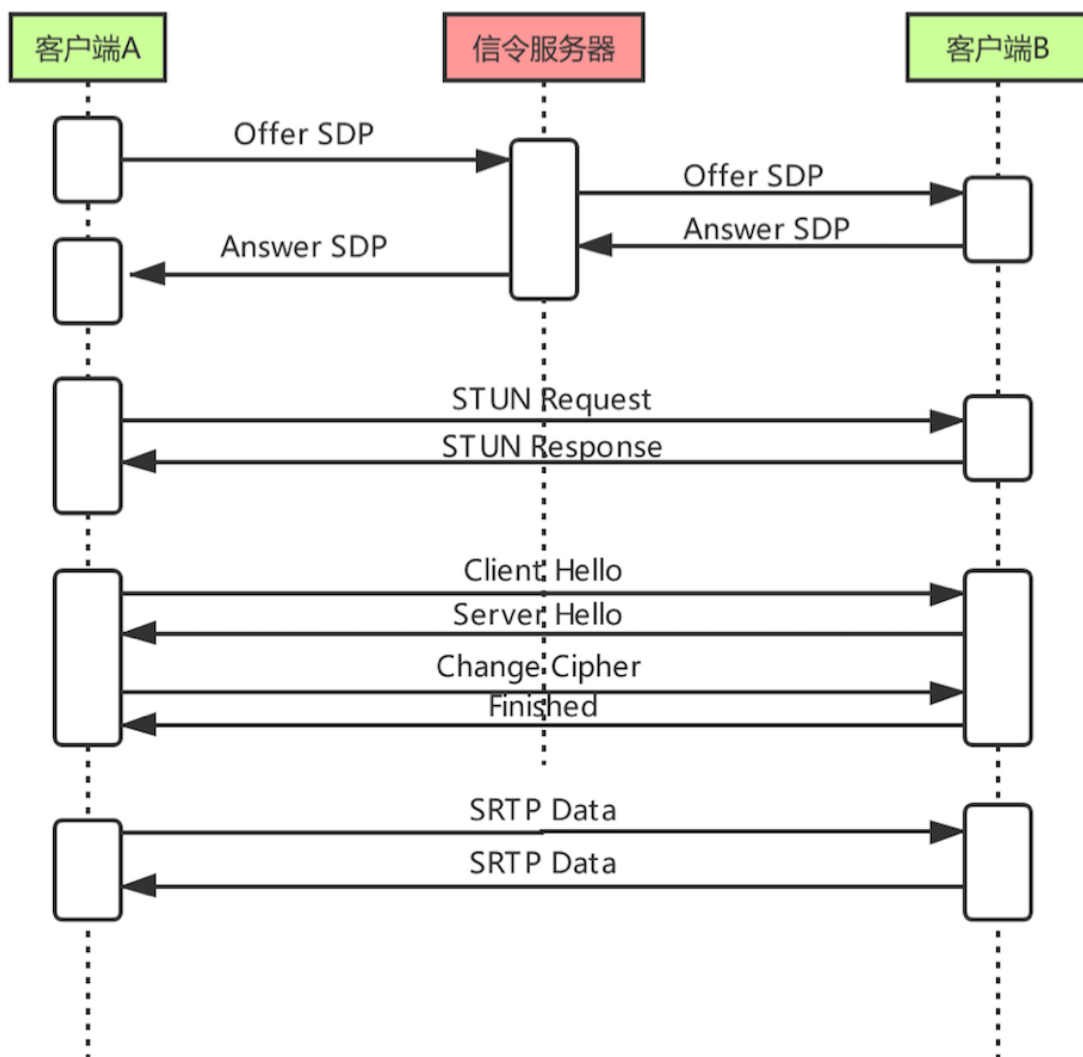 客户端A
信令服务器
客户端B
Offer SDP
Offer SDP
Answer SDP
Answer SDP
STUN Request
STUN Response
Client Hello
Server Hello
Change Cipher
Finished
SRTP Data
SRTP Data